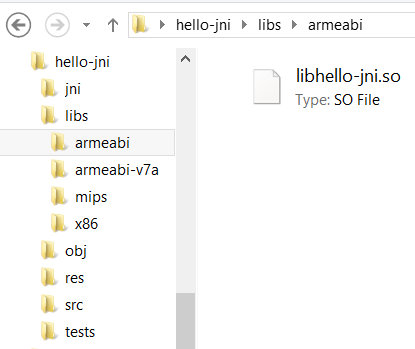 hello-jni libs armeabi
hello-jni
jni
libs
armeabi
armeabi-v7a
mips
x86
obj
res
src
tests
libhello-jni.so
Type: SO File